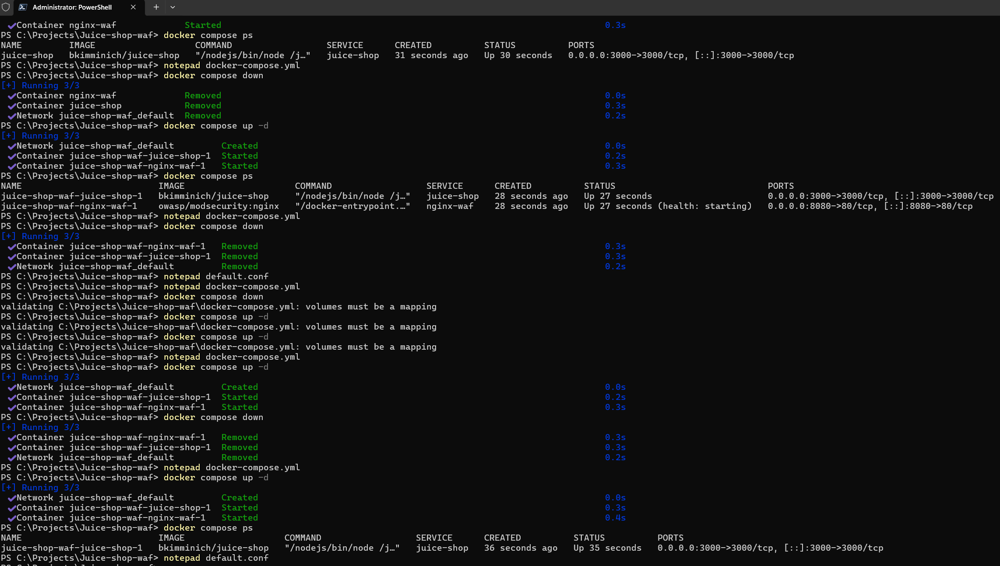 Administrator: PowerShell
Container nginx-waf Started 0.3s
PS C:\Projects\Juice-shop-waf> docker compose ps
NAME IMAGE COMMAND SERVICE CREATED STATUS PORTS
juice-shop bkimminich/juice-shop "/nodejs/bin/node /j…" juice-shop 31 seconds ago Up 30 seconds 0.0.0.0:3000->3000/tcp, [::]:3000->3000/tcp
PS C:\Projects\Juice-shop-waf> notepad docker-compose.yml
PS C:\Projects\Juice-shop-waf> docker compose down
[+] Running 3/3
Container nginx-waf Removed 0.0s
Container juice-shop Removed 0.3s
Network juice-shop-waf_default Removed 0.2s
PS C:\Projects\Juice-shop-waf> docker compose up -d
[+] Running 3/3
Network juice-shop-waf_default Created 0.0s
Container juice-shop-waf-juice-shop-1 Started 0.2s
Container juice-shop-waf-nginx-waf-1 Started 0.3s
PS C:\Projects\Juice-shop-waf> docker compose ps
NAME IMAGE COMMAND SERVICE CREATED STATUS PORTS
juice-shop-waf-juice-shop-1 bkimminich/juice-shop "/nodejs/bin/node /j…" juice-shop 28 seconds ago Up 27 seconds 0.0.0.0:3000->3000/tcp, [::]:3000->3000/tcp
juice-shop-waf-nginx-waf-1 owasp/modsecurity:nginx "/docker-entrypoint.…" nginx-waf 28 seconds ago Up 27 seconds (health: starting) 0.0.0.0:8080->80/tcp, [::]:8080->80/tcp
PS C:\Projects\Juice-shop-waf> notepad docker-compose.yml
PS C:\Projects\Juice-shop-waf> docker compose down
[+] Running 3/3
Container juice-shop-waf-nginx-waf-1 Removed 0.3s
Container juice-shop-waf-juice-shop-1 Removed 0.3s
Network juice-shop-waf_default Removed 0.2s
PS C:\Projects\Juice-shop-waf> notepad default.conf
PS C:\Projects\Juice-shop-waf> notepad docker-compose.yml
PS C:\Projects\Juice-shop-waf> docker compose down
validating C:\Projects\Juice-shop-waf\docker-compose.yml: volumes must be a mapping
PS C:\Projects\Juice-shop-waf> docker compose up -d
validating C:\Projects\Juice-shop-waf\docker-compose.yml: volumes must be a mapping
PS C:\Projects\Juice-shop-waf> docker compose up -d
validating C:\Projects\Juice-shop-waf\docker-compose.yml: volumes must be a mapping
PS C:\Projects\Juice-shop-waf> notepad docker-compose.yml
PS C:\Projects\Juice-shop-waf> docker compose up -d
[+] Running 3/3
Network juice-shop-waf_default Created 0.0s
Container juice-shop-waf-juice-shop-1 Started 0.2s
Container juice-shop-waf-nginx-waf-1 Started 0.3s
PS C:\Projects\Juice-shop-waf> docker compose down
[+] Running 3/3
Container juice-shop-waf-nginx-waf-1 Removed 0.3s
Container juice-shop-waf-juice-shop-1 Removed 0.3s
Network juice-shop-waf_default Removed 0.2s
PS C:\Projects\Juice-shop-waf> notepad docker-compose.yml
PS C:\Projects\Juice-shop-waf> docker compose up -d
[+] Running 3/3
Network juice-shop-waf_default Created 0.0s
Container juice-shop-waf-juice-shop-1 Started 0.3s
Container juice-shop-waf-nginx-waf-1 Started 0.4s
PS C:\Projects\Juice-shop-waf> docker compose ps
NAME IMAGE COMMAND SERVICE CREATED STATUS PORTS
juice-shop-waf-juice-shop-1 bkimminich/juice-shop "/nodejs/bin/node /j…" juice-shop 36 seconds ago Up 35 seconds 0.0.0.0:3000->3000/tcp, [::]:3000->3000/tcp
PS C:\Projects\Juice-shop-waf> notepad default.conf